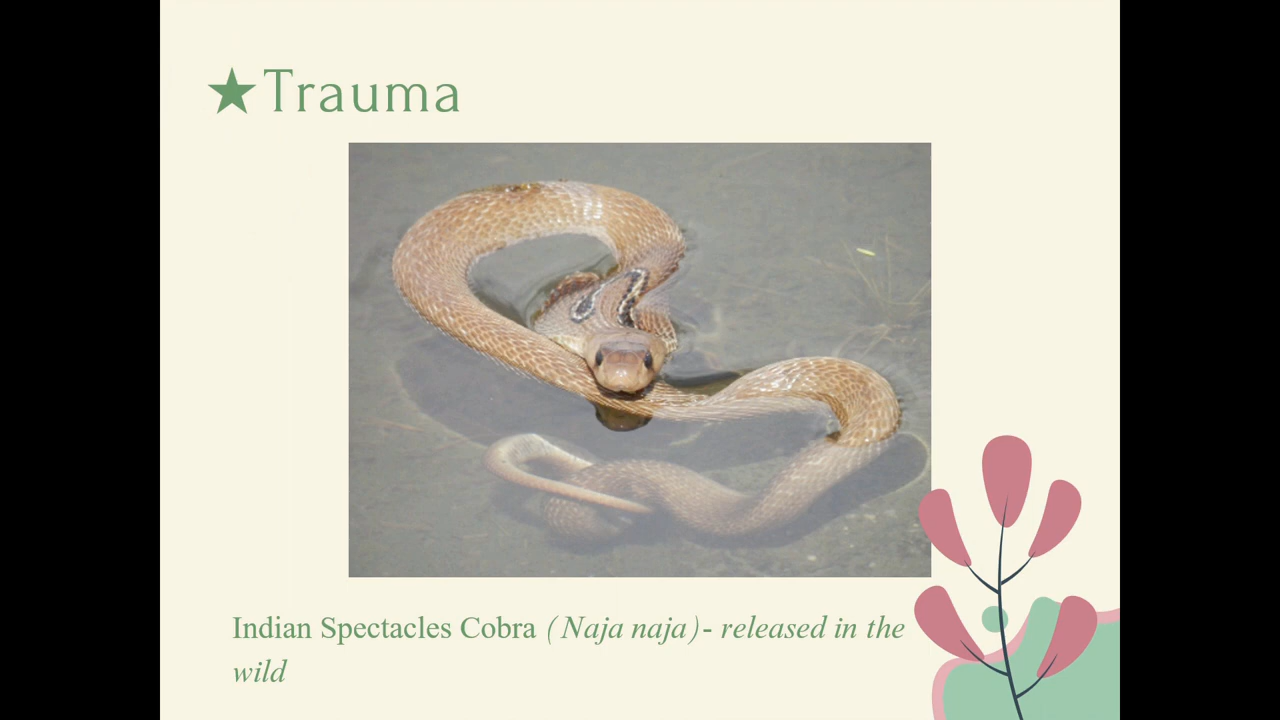 ★Trauma
Indian Spectacles Cobra (Naja naja)- released in the
wild